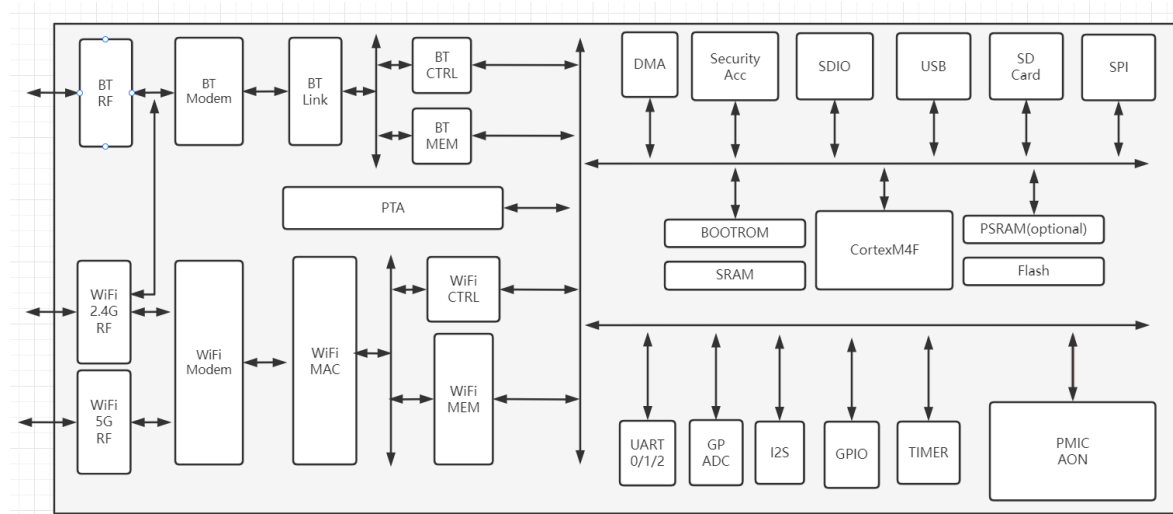 BT
RF
BT
Modem
BT
Link
BT
CTRL
BT
MEM
PTA
WiFi
2.4G
RF
WiFi
5G
RF
WiFi
Modem
WiFi
MAC
WiFi
CTRL
WiFi
MEM
DMA
Security
Acc
SDIO
USB
SD
Card
SPI
BOOTROM
SRAM
CortexM4F
PSRAM(optional)
Flash
UART
0/1/2
GP
ADC
I2S
GPIO
TIMER
PMIC
AON